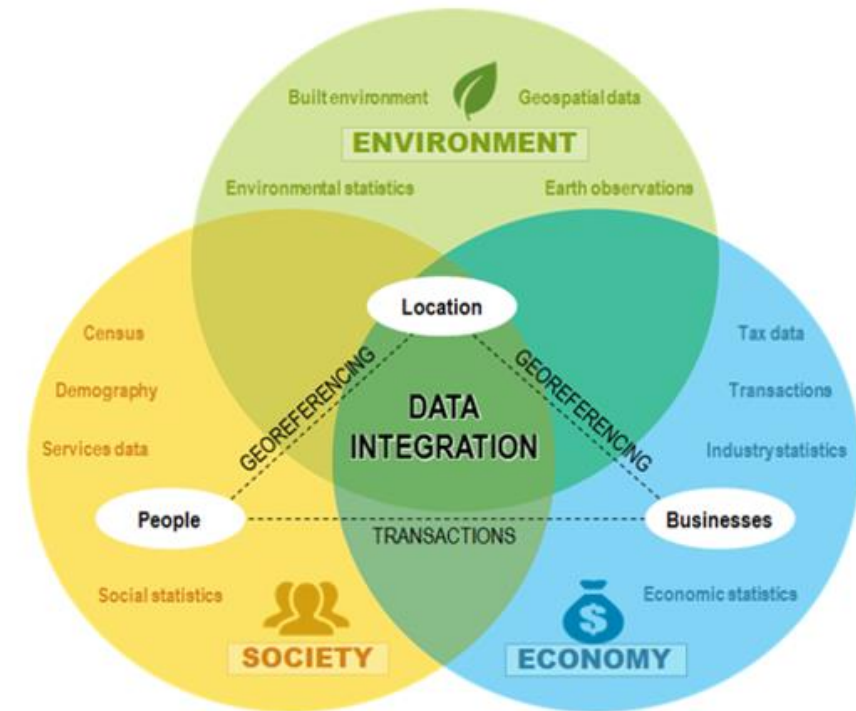 Built environment
Geospatial data
ENVIRONMENT
Environmental statistics
Earth observations
Location
Census
Tax data
GEOREFERENCING
GEOREFERENCING
Demography
Transactions
DATA
INTEGRATION
Services data
Industry statistics
People
Businesses
TRANSACTIONS
Social statistics
Economic statistics
$
SOCIETY
ECONOMY